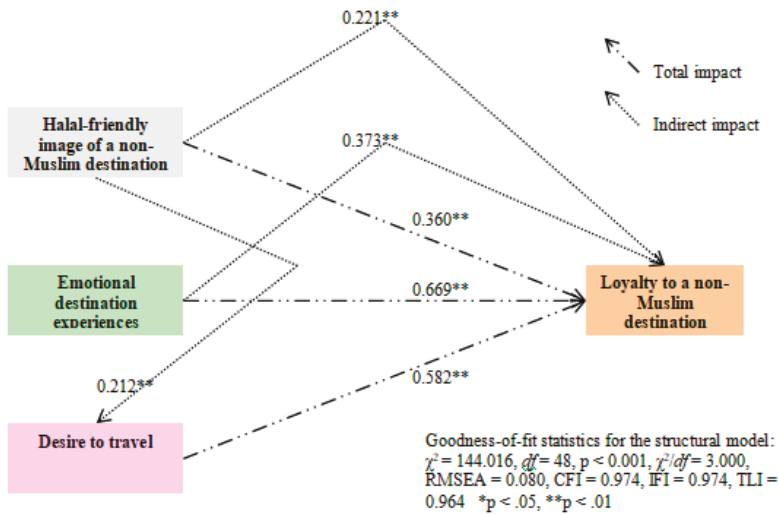 0.221**
Total impact
Indirect impact
Halal-friendly
image of a non-
Muslim destination
0.373**
0.360**
Emotional
destination
experiences
0.669**
Loyalty to a non-
Muslim
destination
0.212**
0.582**
Desire to travel
Goodness-of-fit statistics for the structural model:
χ² = 144.016, df = 48, p < 0.001, χ²/df = 3.000,
RMSEA = 0.080, CFI = 0.974, IFI = 0.974, TLI =
0.964 *p < .05, **p < .01